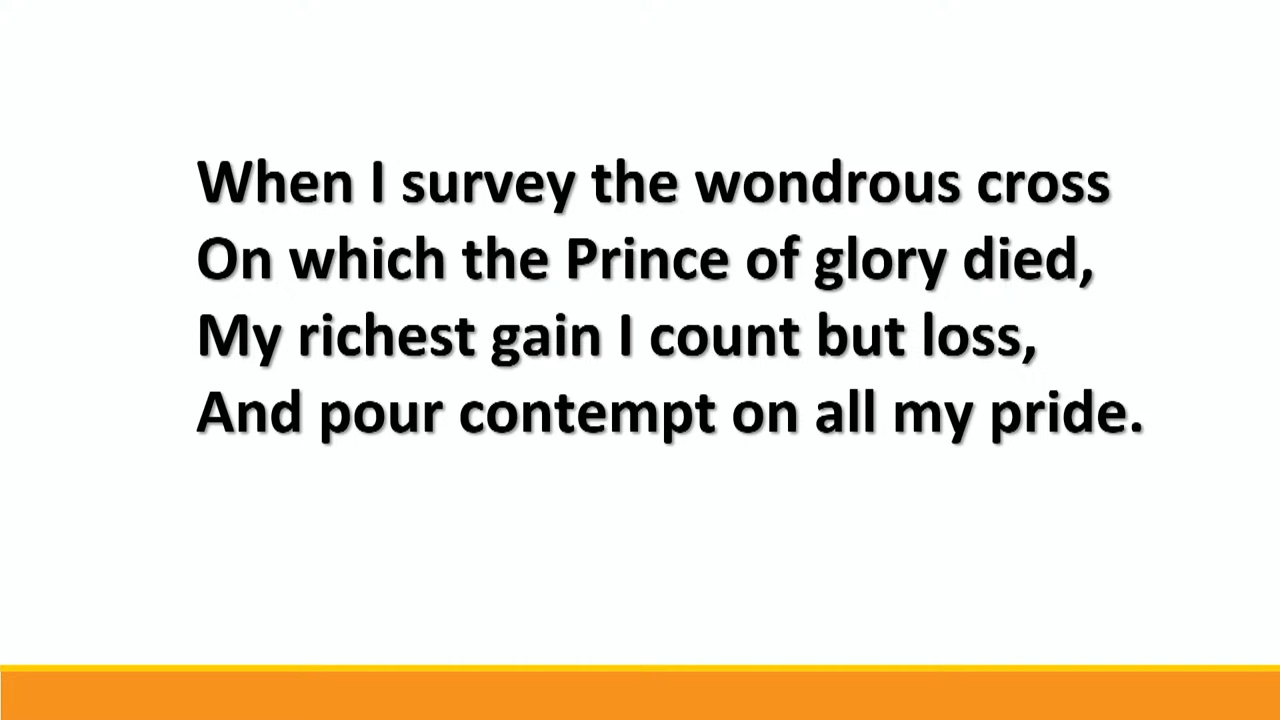 When I survey the wondrous cross
On which the Prince of glory died,
My richest gain I count but loss,
And pour contempt on all my pride.